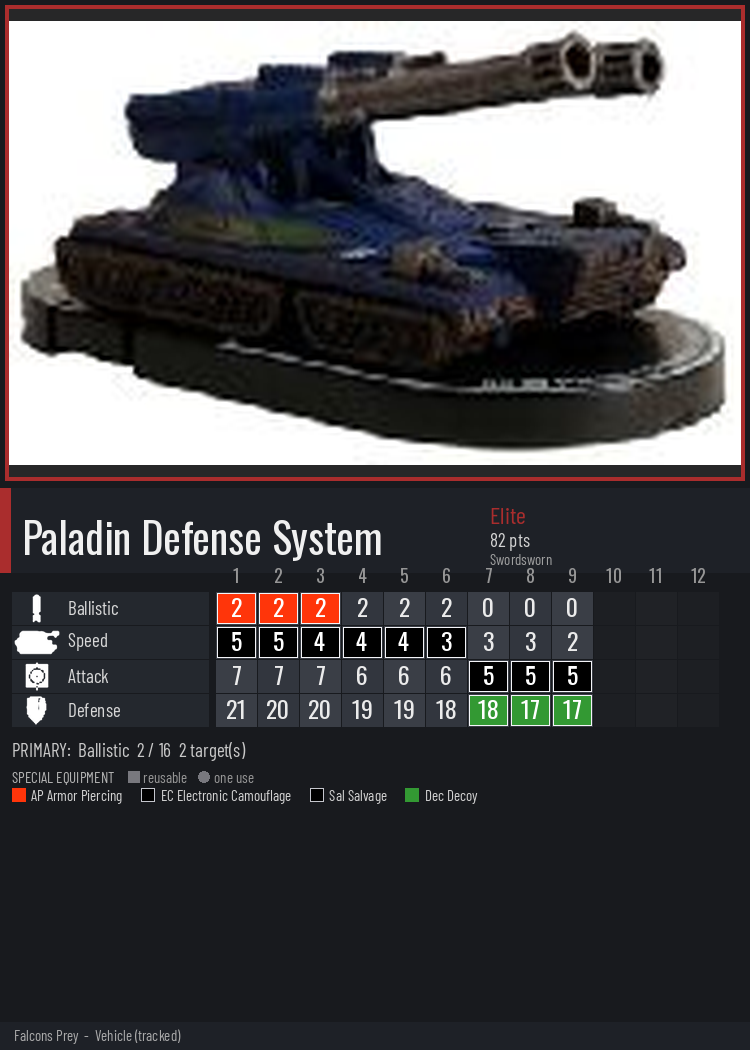 Paladin Defense System
Elite
82 pts
Swordsworn
1 2 3 4 5 6 7 8 9 10 11 12
Ballistic 2 2 2 2 2 2 0 0 0
Speed 5 5 4 4 4 3 3 3 2
Attack 7 7 7 6 6 6 5 5 5
Defense 21 20 20 19 19 18 18 17 17
PRIMARY: Ballistic 2 / 16 2 target(s)
SPECIAL EQUIPMENT reusable one use
AP Armor Piercing EC Electronic Camouflage Sal Salvage Dec Decoy
Falcons Prey - Vehicle (tracked)